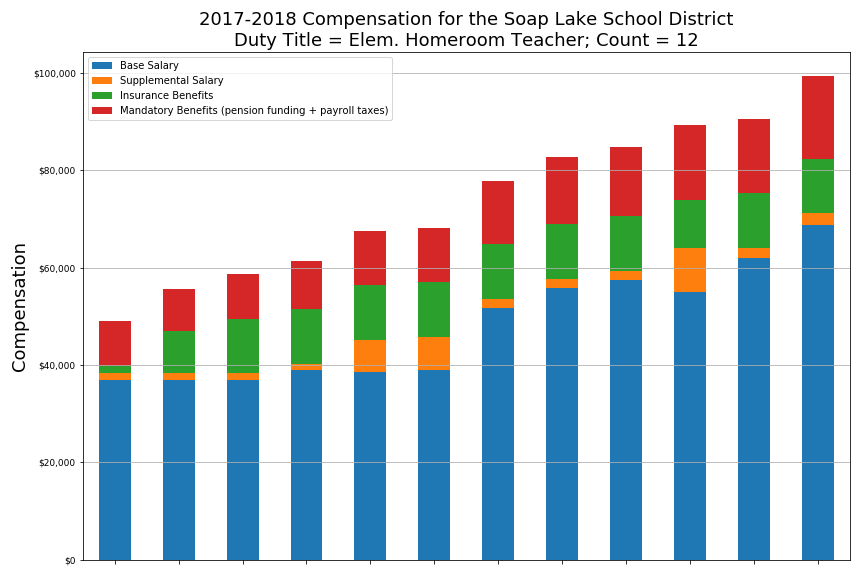 2017-2018 Compensation for the Soap Lake School District
Duty Title = Elem. Homeroom Teacher; Count = 12
Base Salary
Supplemental Salary
Insurance Benefits
Mandatory Benefits (pension funding + payroll taxes)
$100,000
$80,000
$60,000
$40,000
$20,000
$0
Compensation